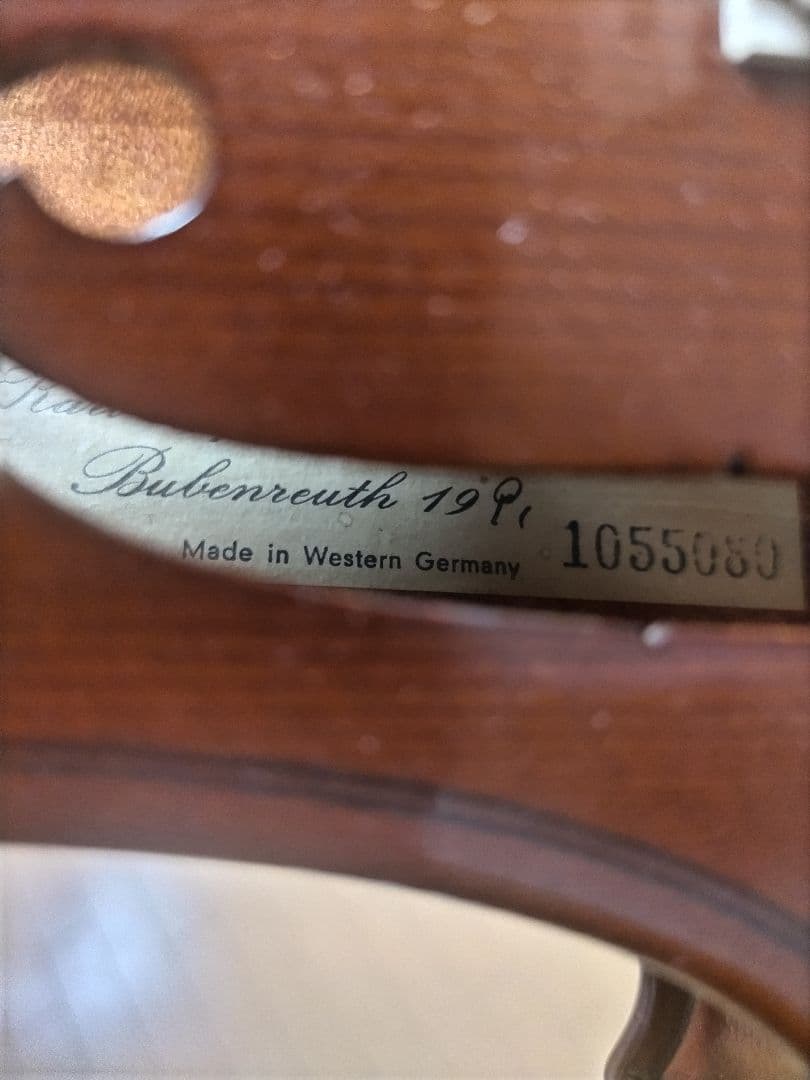 Bubenreuth 19
Made in Western Germany 1055080